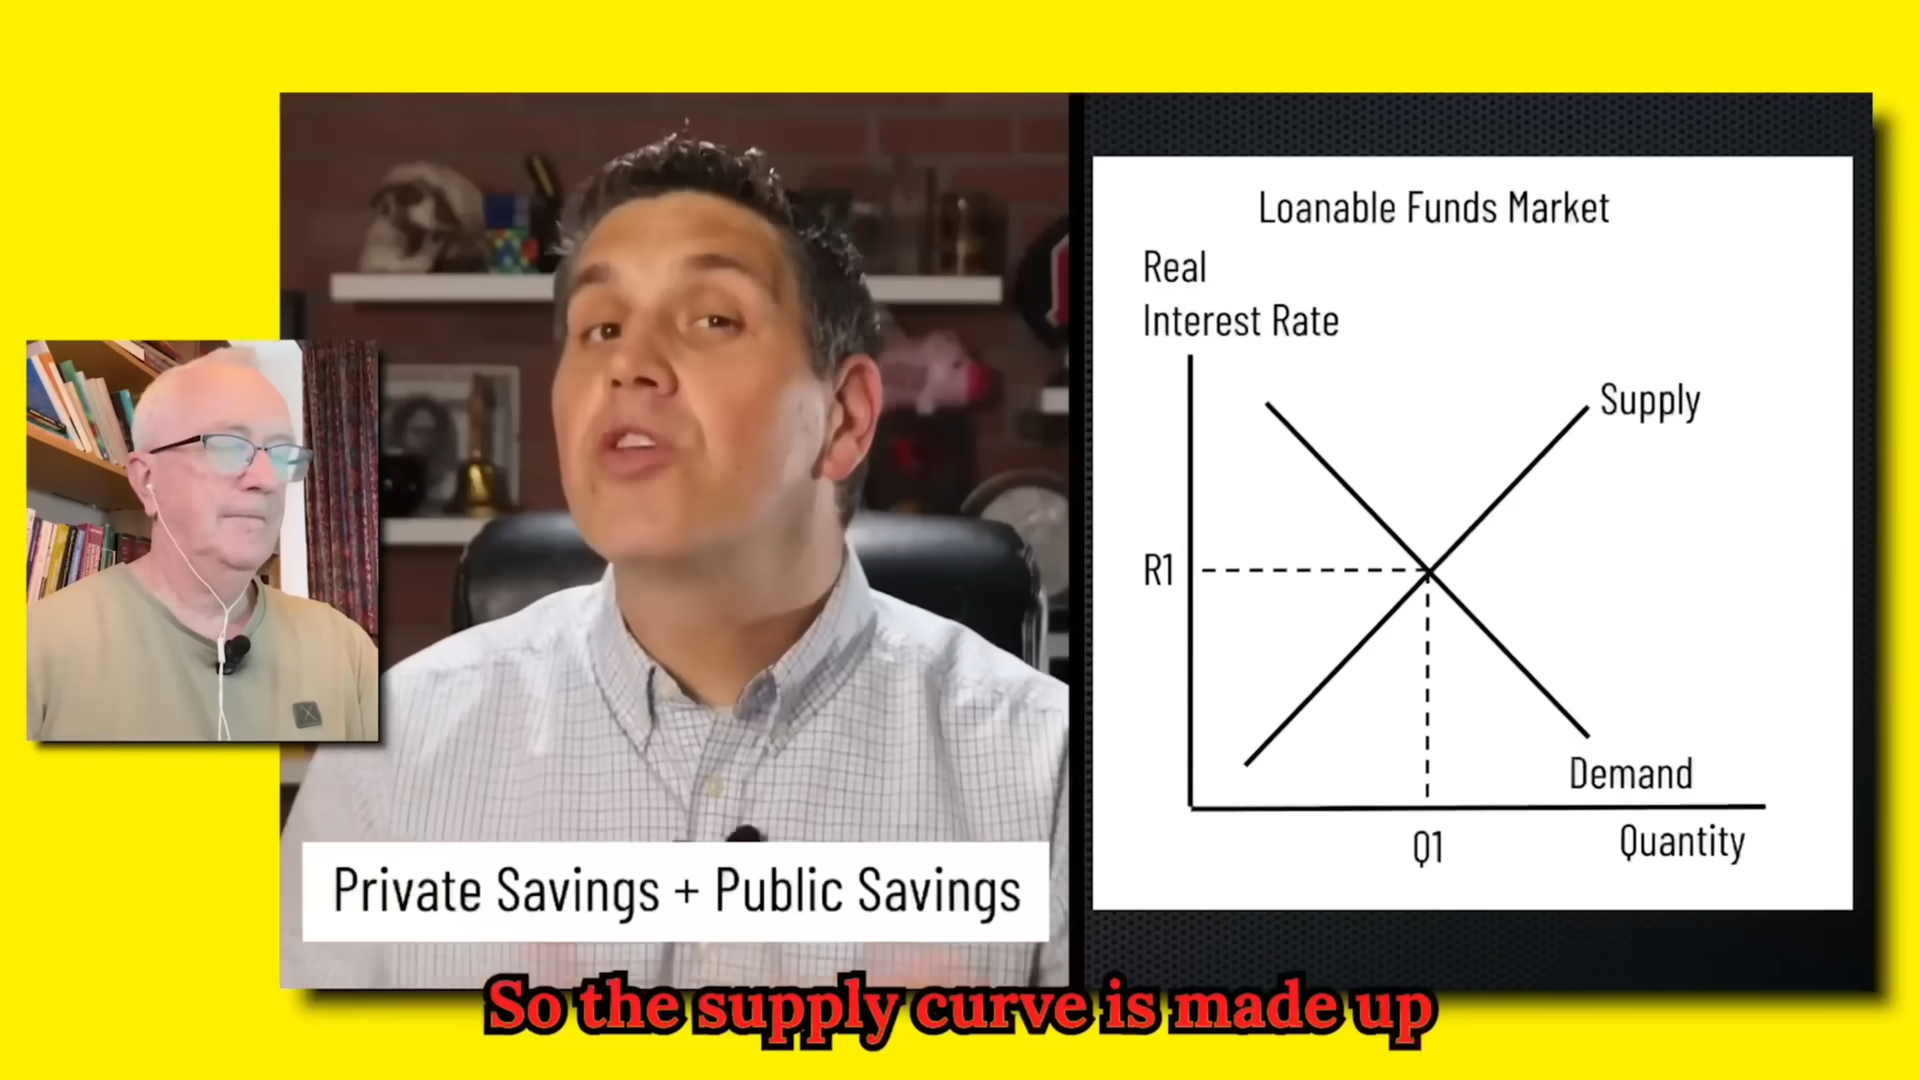 Loanable Funds Market
Real
Interest Rate
Supply
R1
Demand
Q1
Quantity
Private Savings + Public Savings
So the supply curve is made up